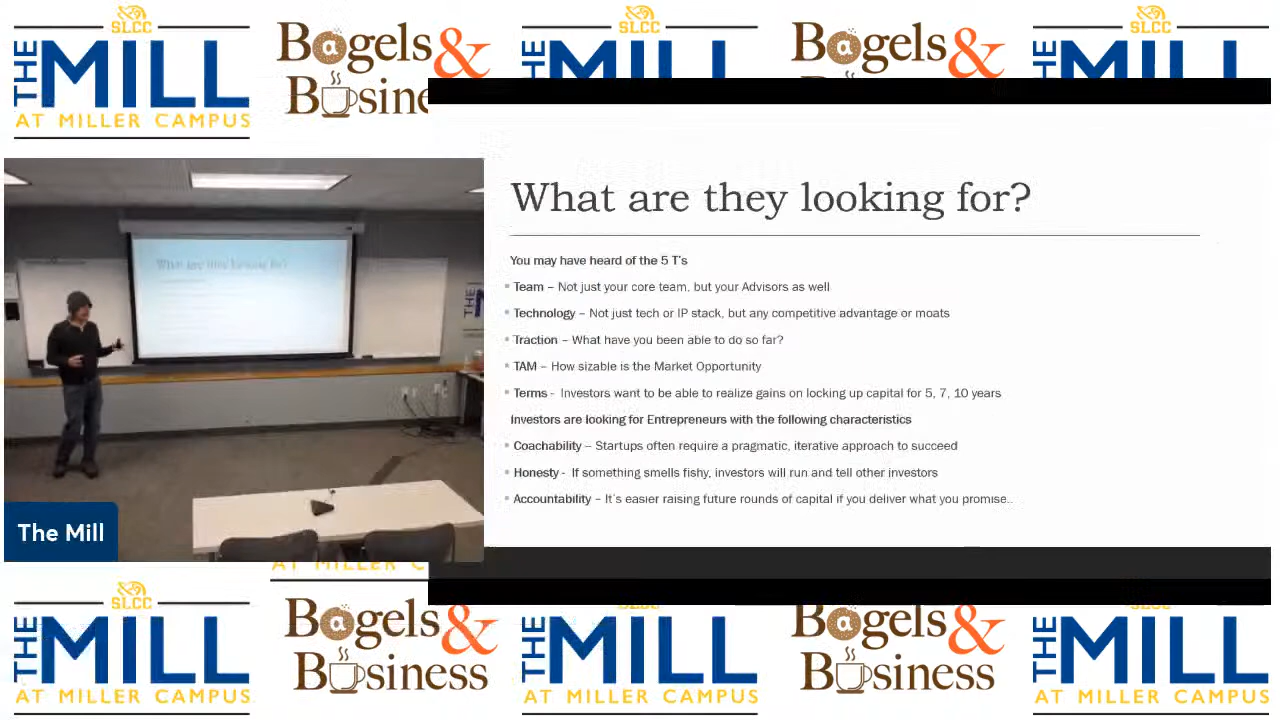 SLCC
THE MILL
AT MILLER CAMPUS
Bagels &
Busine
SLCC
THE MILL
Bagels &
SLCC
THE MILL
What are they looking for?
You may have heard of the 5 T's
Team – Not just your core team, but your Advisors as well
Technology – Not just tech or IP stack, but any competitive advantage or moats
Traction – What have you been able to do so far?
TAM – How sizable is the Market Opportunity
Terms - Investors want to be able to realize gains on locking up capital for 5, 7, 10 years
Investors are looking for Entrepreneurs with the following characteristics
Coachability – Startups often require a pragmatic, iterative approach to succeed
Honesty - If something smells fishy, investors will run and tell other investors
Accountability – It's easier raising future rounds of capital if you deliver what you promise..
What are they looking for?
The Mill
AT MILLER C
SLCC
THE MILL
AT MILLER CAMPUS
Bagels &
Business
SLCC
THE MILL
AT MILLER CAMPUS
Bagels &
Business
SLCC
THE MILL
AT MILLER CAMPUS